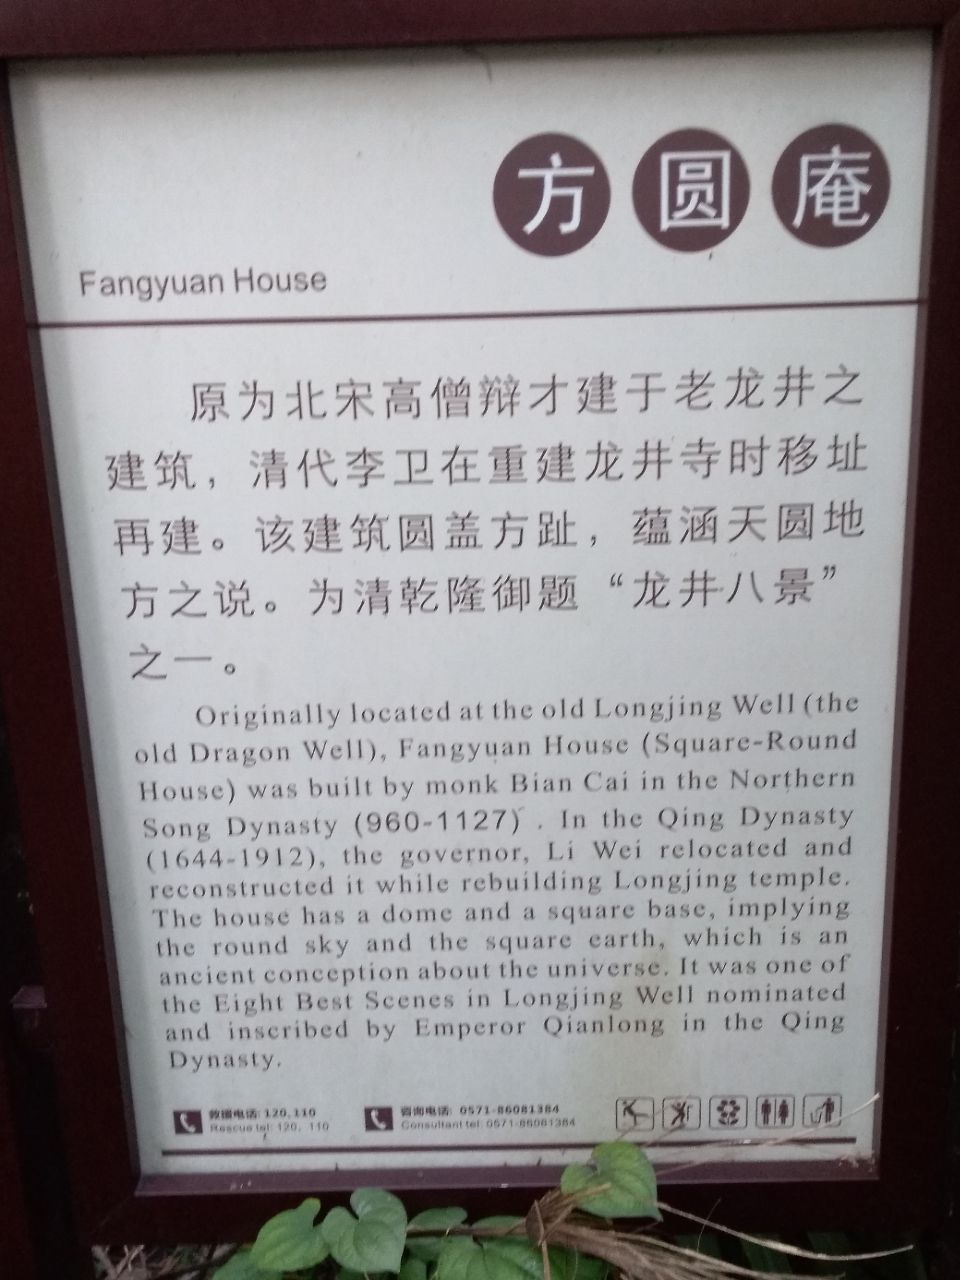 方圆庵
Fangyuan House
原为北宋高僧辩才建于老龙井之
建筑，清代李卫在重建龙井寺时移址
再建。该建筑圆盖方趾，蕴涵天圆地
方之说。为清乾隆御题“龙井八景”
之一。
Originally located at the old Longjing Well (the
old Dragon Well), Fangyuan House (Square-Round
House) was built by monk Bian Cai in the Northern
Song Dynasty (960-1127) . In the Qing Dynasty
(1644-1912), the governor, Li Wei relocated and
reconstructed it while rebuilding Longjing temple.
The house has a dome and a square base, implying
the round sky and the square earth, which is an
ancient conception about the universe. It was one of
the Eight Best Scenes in Longjing Well nominated
and inscribed by Emperor Qianlong in the Qing
Dynasty.
救援电话: 120, 110
Rescue tel: 120, 110
咨询电话: 0571-86081384
Consultant tel: 0571-86081384